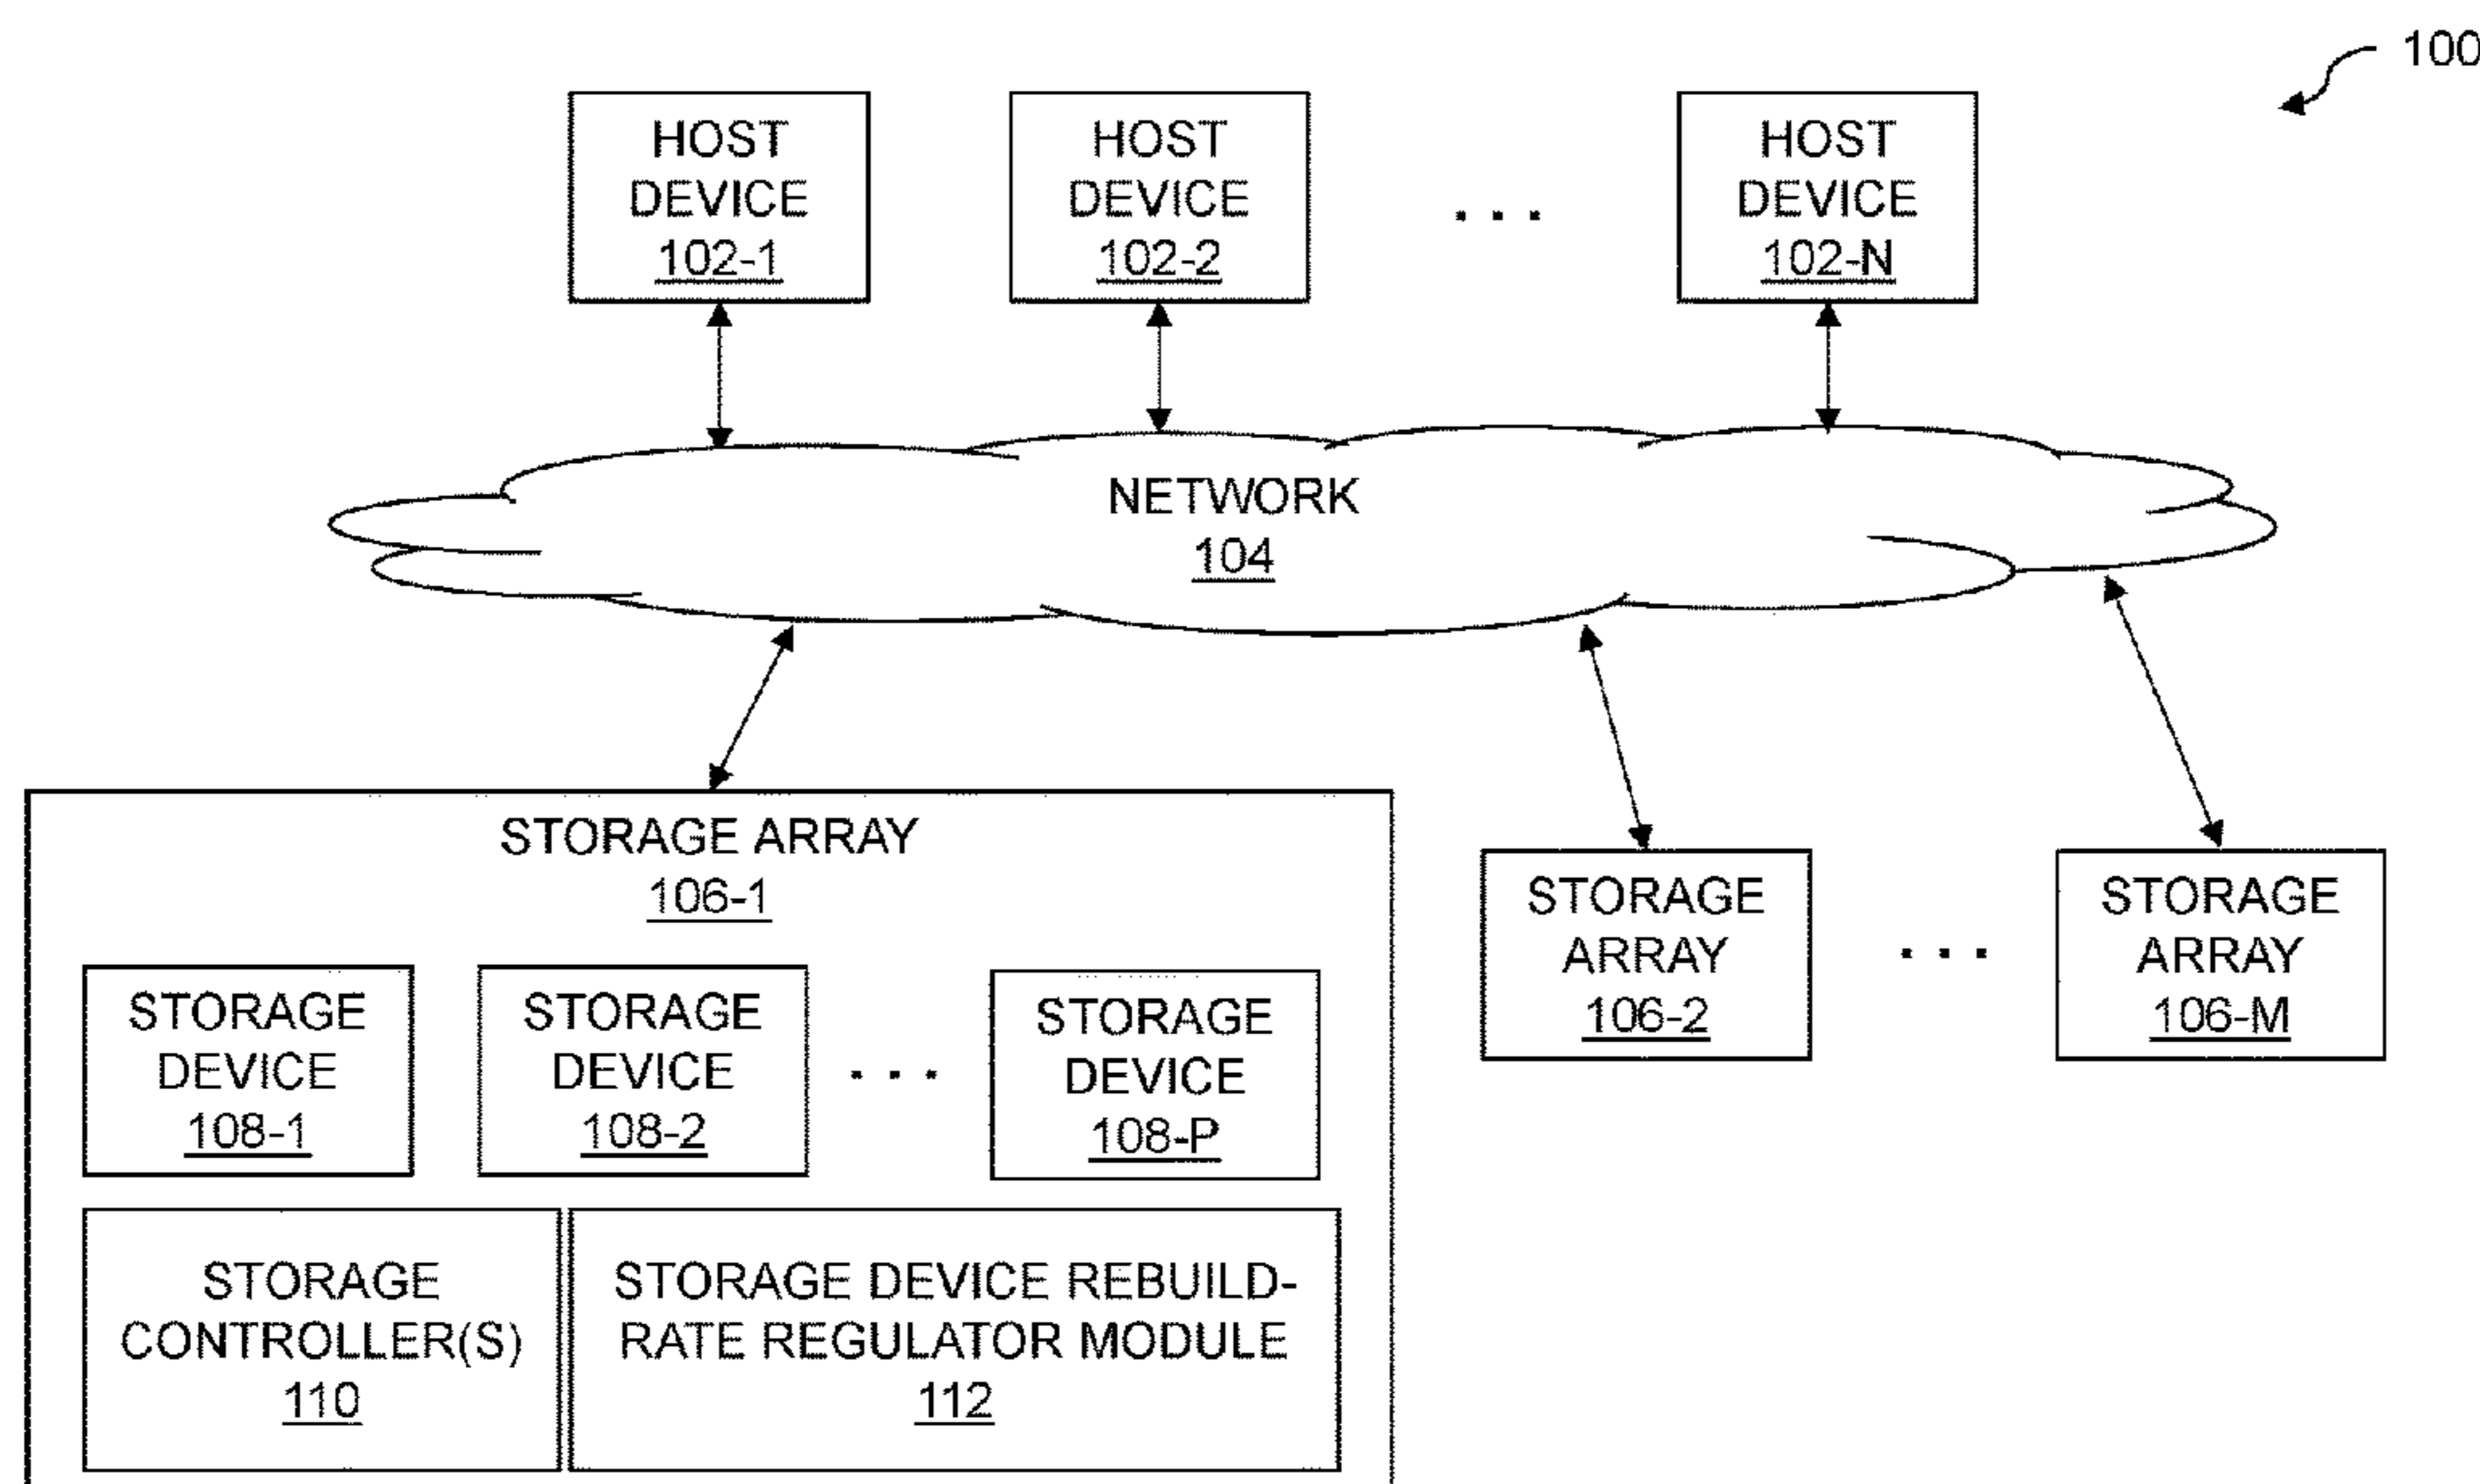 100
HOST
DEVICE
102-1
HOST
DEVICE
102-2
. . .
HOST
DEVICE
102-N
NETWORK
104
STORAGE ARRAY
106-1
STORAGE
DEVICE
108-1
STORAGE
DEVICE
108-2
. . .
STORAGE
DEVICE
108-P
STORAGE
CONTROLLER(S)
110
STORAGE DEVICE REBUILD-
RATE REGULATOR MODULE
112
STORAGE
ARRAY
106-2
. . .
STORAGE
ARRAY
106-M